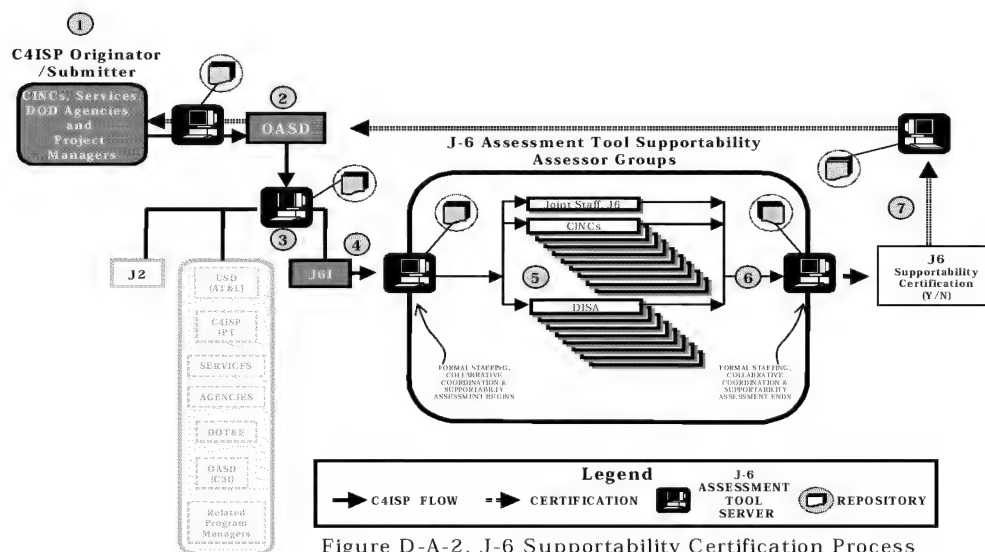 1
C4ISP Originator
/Submitter
CINCs, Services,
DOD Agencies
and
Project
Managers
2
OASD
J-6 Assessment Tool Supportability
Assessor Groups
3
4
J2
J6I
USD
(AT&L)
C4ISP
IPT
SERVICES
AGENCIES
DOT&E
OASD
(C3I)
Related
Program
Managers
Joint Staff, J6
CINCs
5
DISA
6
7
J6
Supportability
Certification
(Y/N)
FORMAL STAFFING,
COLLABRATIVE
COORDINATION &
SUPPORTABILITY
ASSESSMENT BEGINS
FORMAL STAFFING,
COLLABRATIVE
COORDINATION &
SUPPORTABILITY
ASSESSMENT ENDS
Legend
C4ISP FLOW
CERTIFICATION
J-6
ASSESSMENT
TOOL
SERVER
REPOSITORY
Figure D-A-2. J-6 Supportability Certification Process